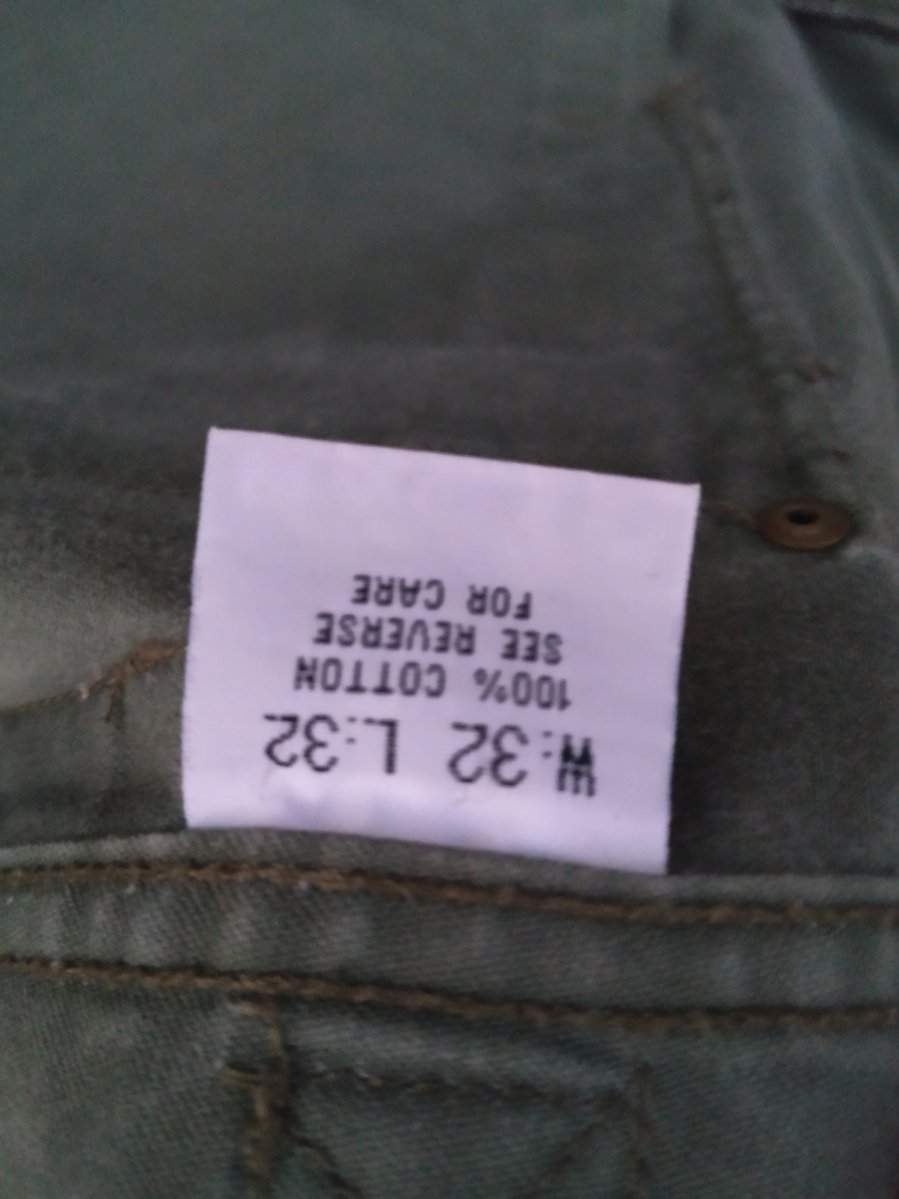 W:32 L:32
100% COTTON
SEE REVERSE
FOR CARE